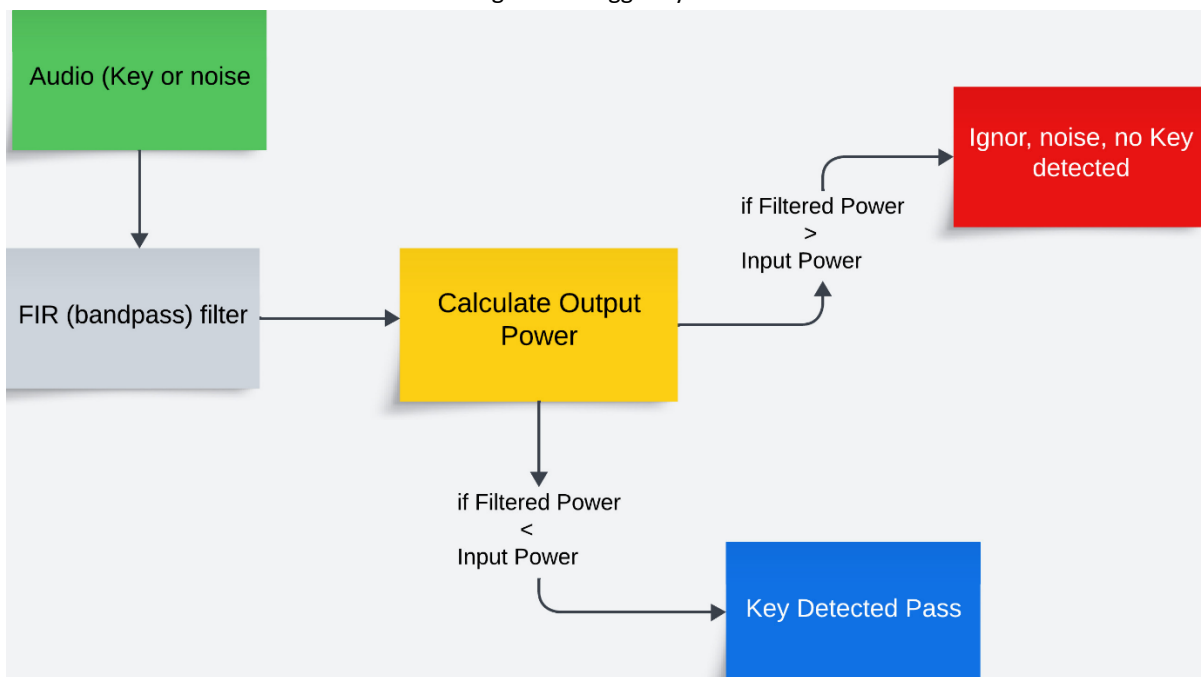 Audio (Key or noise
Ignor, noise, no Key
detected
if Filtered Power
>
Input Power
FIR (bandpass) filter
Calculate Output
Power
if Filtered Power
<
Input Power
Key Detected Pass